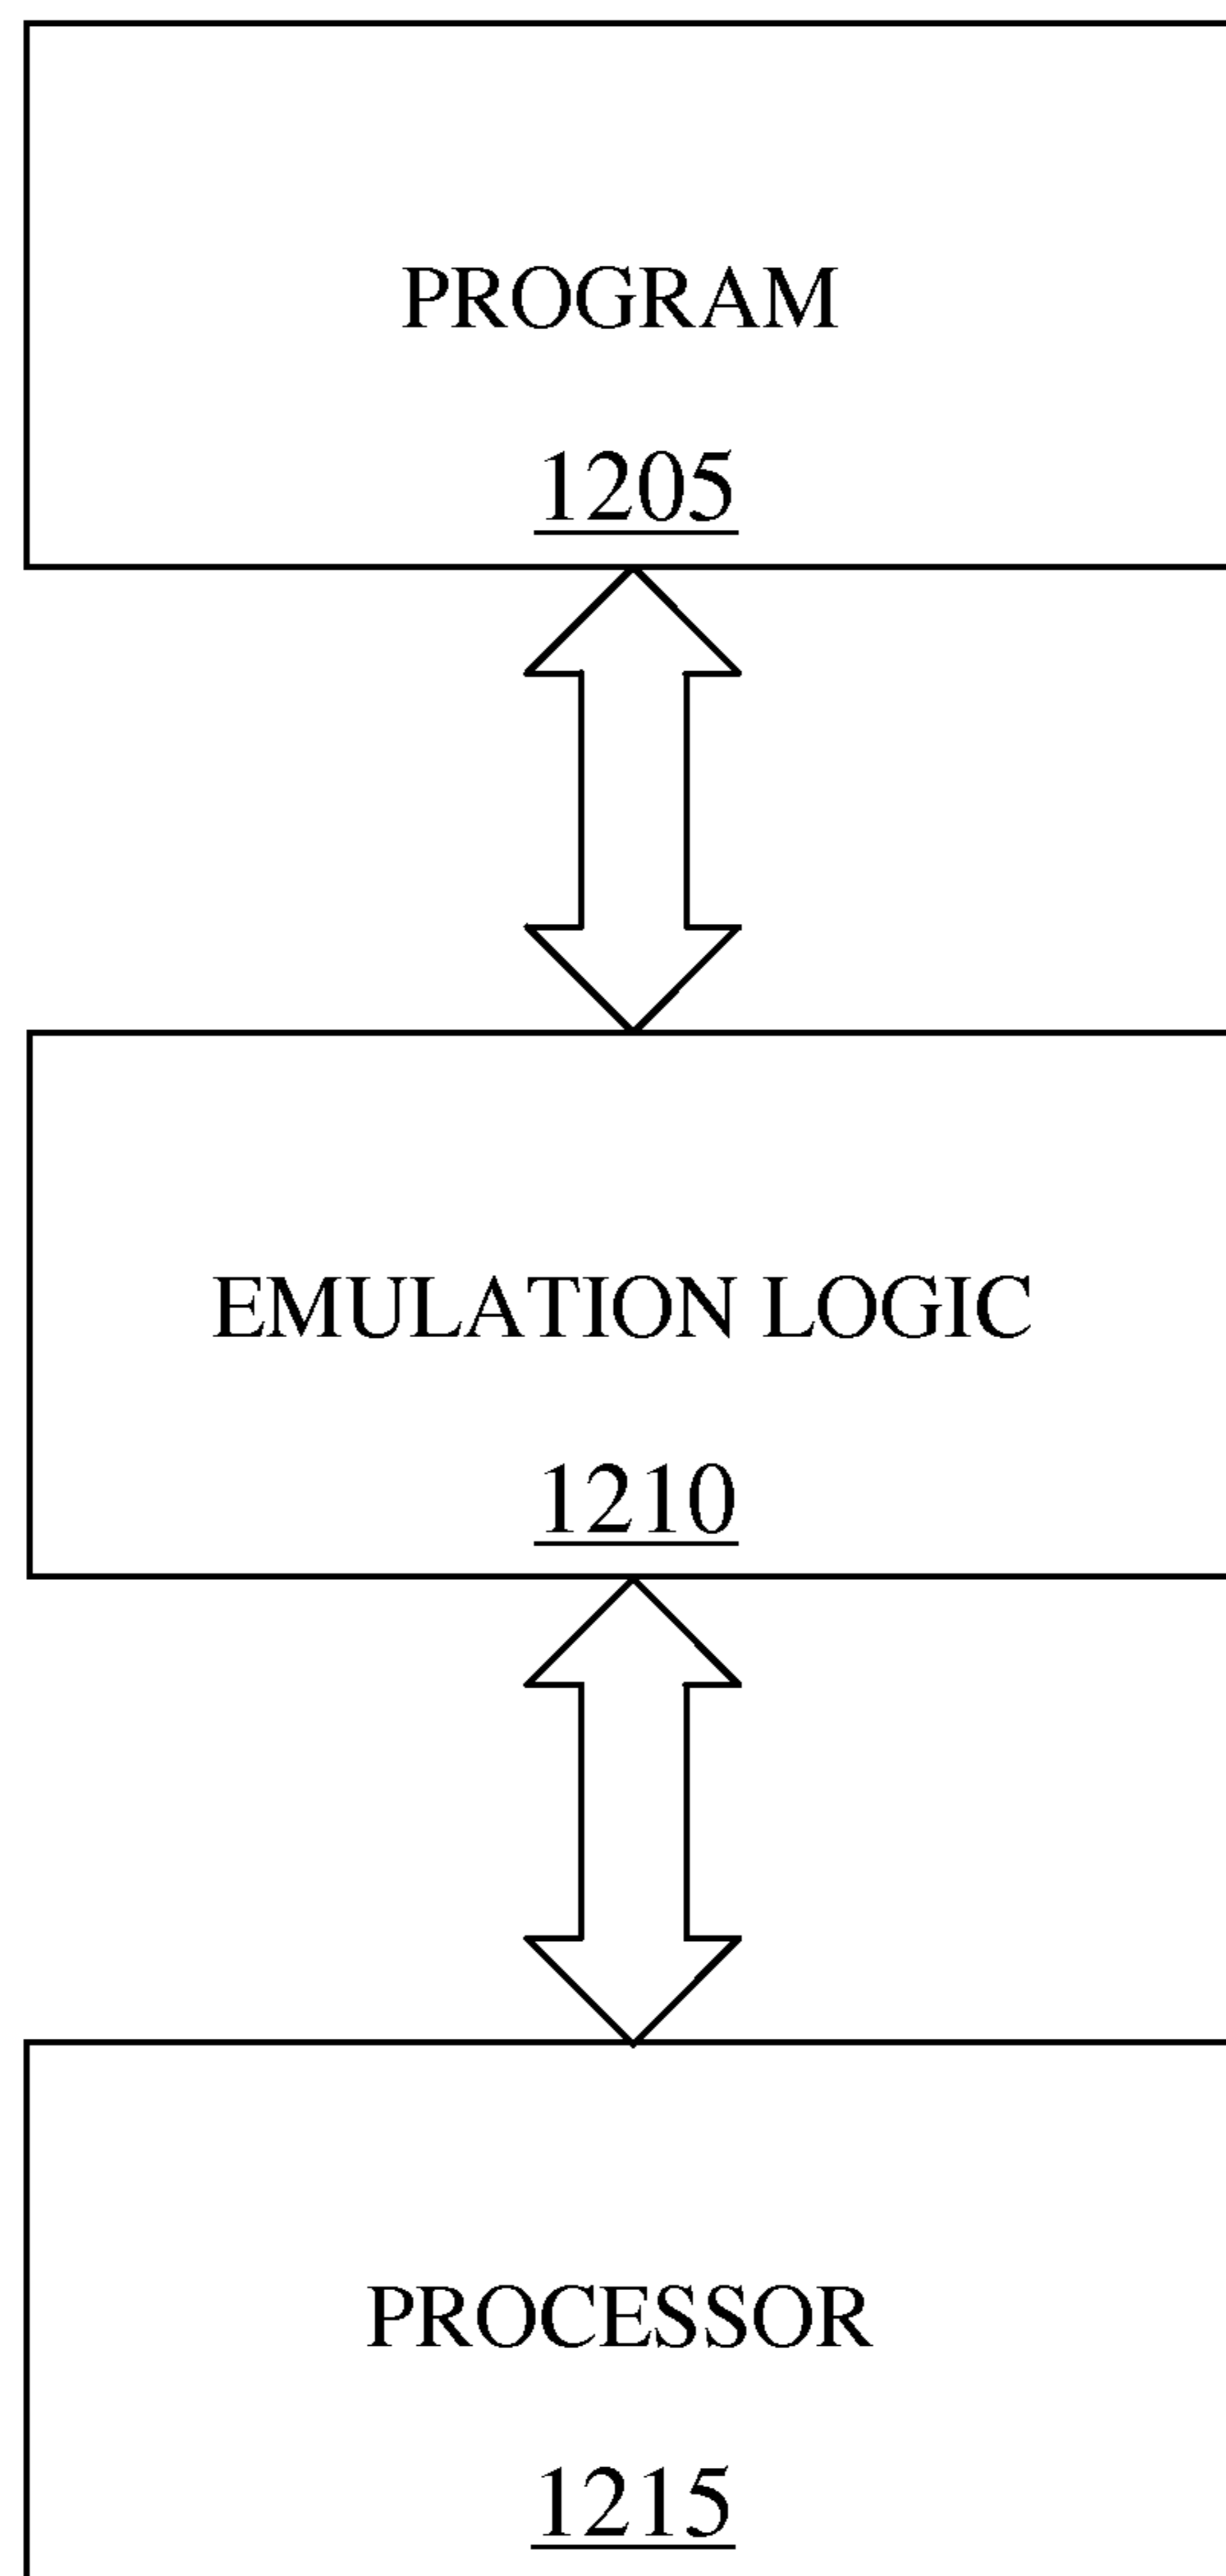 PROGRAM
1205
EMULATION LOGIC
1210
PROCESSOR
1215